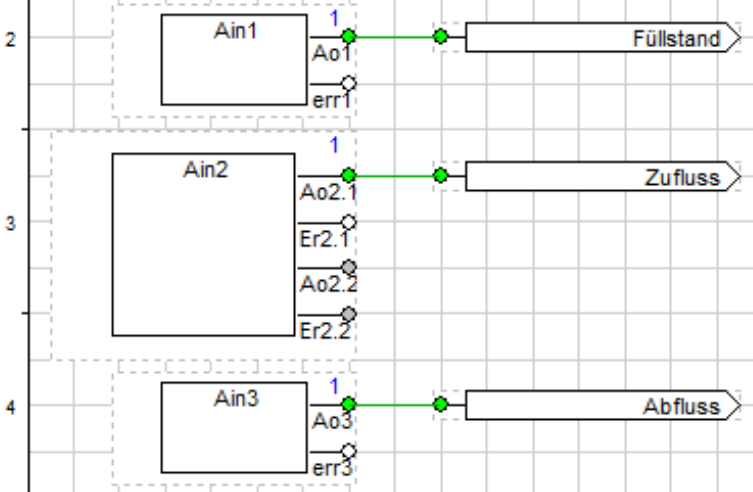 1
2 Ain1 Füllstand
Ao1
err1
1
Ain2 Zufluss
Ao2.1
3 Er2.1
Ao2.2
Er2.2
1
4 Ain3 Abfluss
Ao3
err3